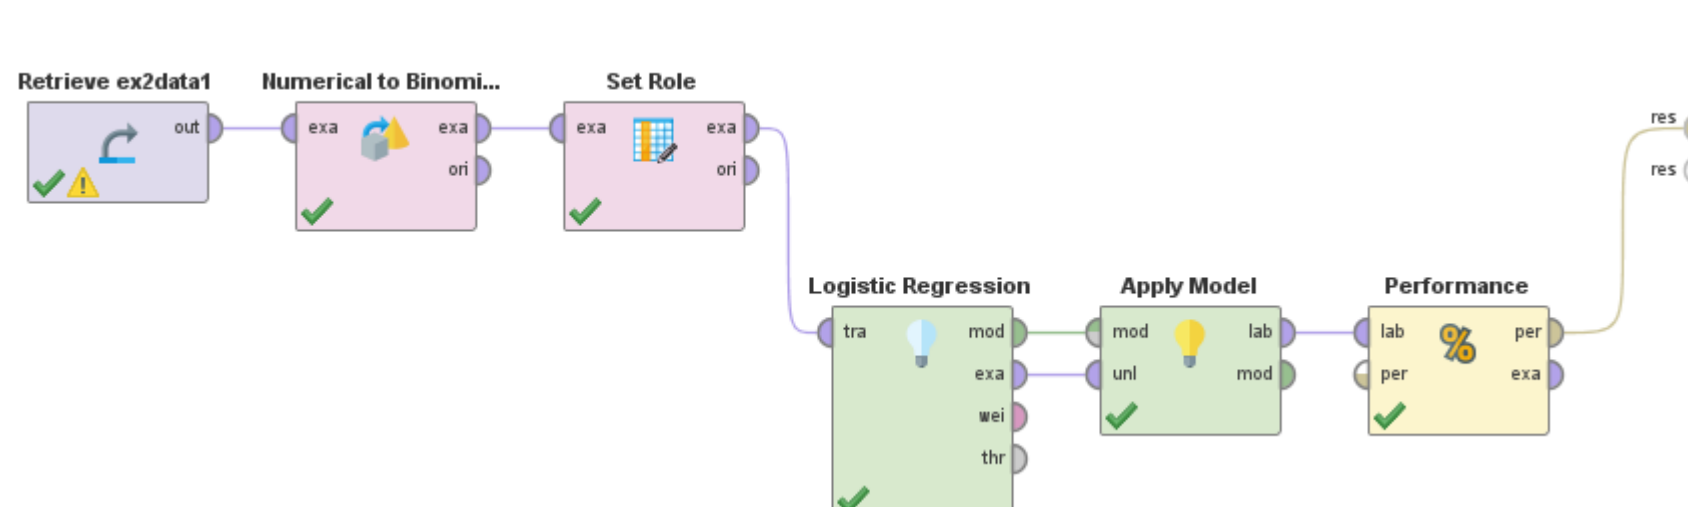 Retrieve ex2data1
out
Numerical to Binomi...
exa
exa
ori
Set Role
exa
exa
ori
res
res
Logistic Regression
tra
mod
exa
wei
thr
Apply Model
mod
lab
unl
mod
Performance
%
lab
per
per
exa